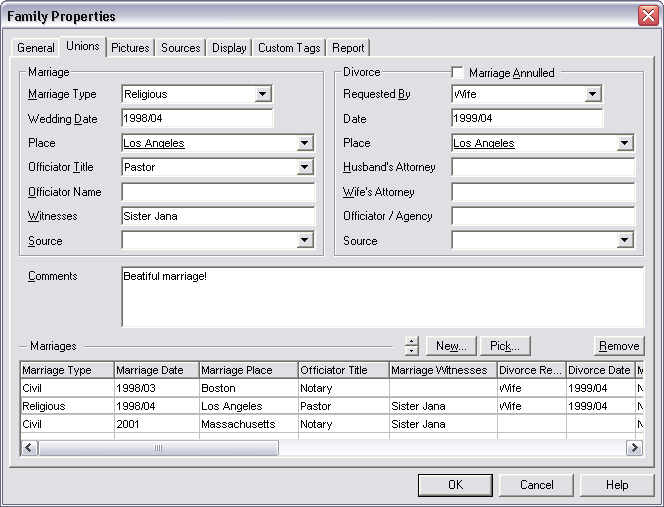 Family Properties
General Unions Pictures Sources Display Custom Tags Report
Marriage
Marriage Type Religious
Wedding Date 1998/04
Place Los Angeles
Officiator Title Pastor
Officiator Name
Witnesses Sister Jana
Source
Divorce Marriage Annulled
Requested By Wife
Date 1999/04
Place Los Angeles
Husband's Attorney
Wife's Attorney
Officiator / Agency
Source
Comments Beatiful marriage!
Marriages New... Pick... Remove
Marriage Type Marriage Date Marriage Place Officiator Title Marriage Witnesses Divorce Re... Divorce Date
Civil 1998/03 Boston Notary Wife 1999/04
Religious 1998/04 Los Angeles Pastor Sister Jana Wife 1999/04
Civil 2001 Massachusetts Notary Sister Jana
OK Cancel Help